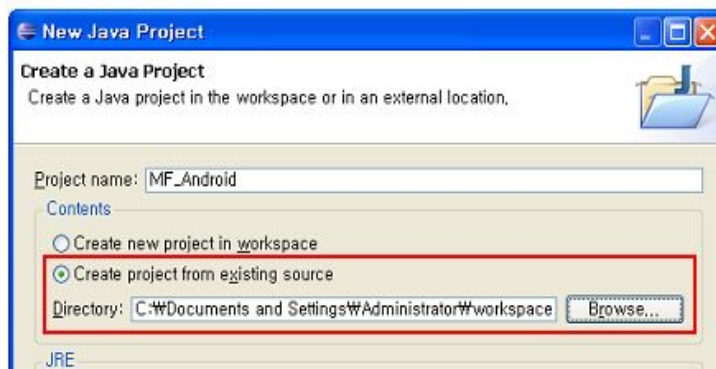 New Java Project
Create a Java Project
Create a Java project in the workspace or in an external location,
Project name: MF_Android
Contents
Create new project in workspace
Create project from existing source
Directory: C:₩Documents and Settings₩Administrator₩workspace Browse...
JRE